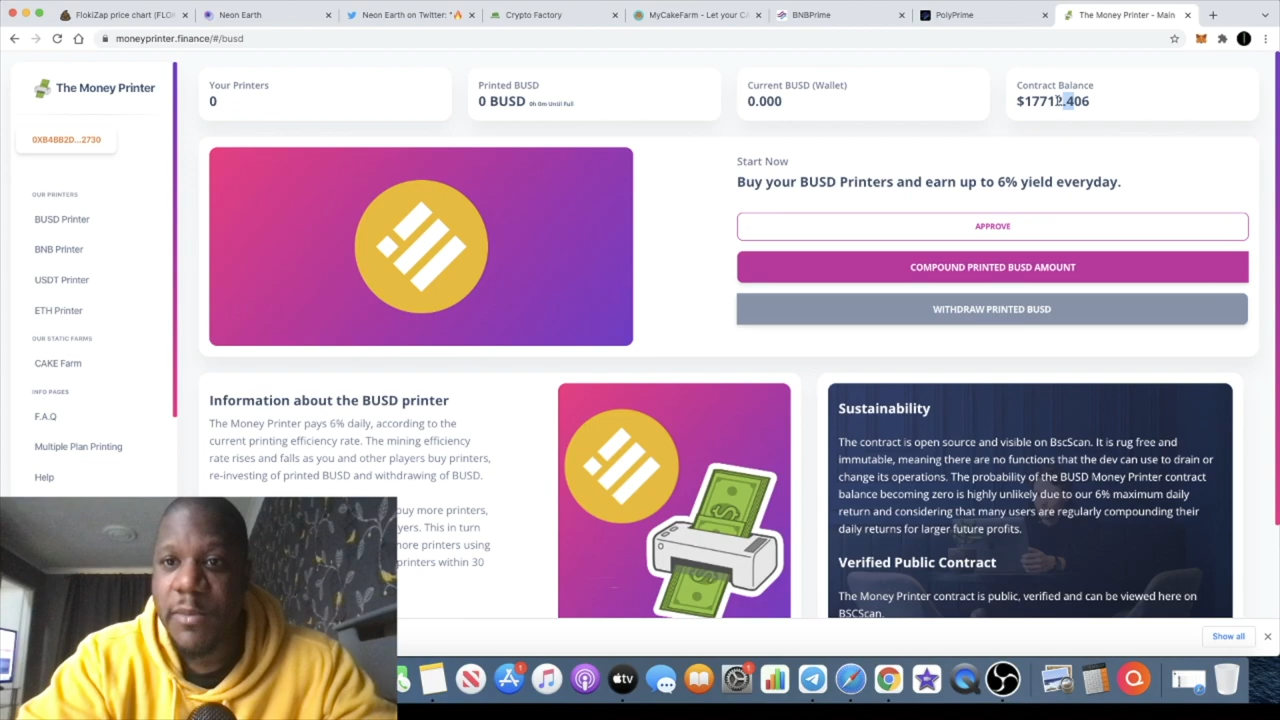 FlokiZap price chart (FLOK
Neon Earth
Neon Earth on Twitter: "🔥
Crypto Factory
MyCakeFarm - Let your CA
BNBPrime
PolyPrime
The Money Printer - Main
moneyprinter.finance/#/busd
The Money Printer
0XB4BB2D...2730
OUR PRINTERS
BUSD Printer
BNB Printer
USDT Printer
ETH Printer
OUR STATIC FARMS
CAKE Farm
INFO PAGES
F.A.Q
Multiple Plan Printing
Help
Your Printers
0
Printed BUSD
0 BUSD 0h 0m Until Full
Current BUSD (Wallet)
0.000
Contract Balance
$17712.406
Start Now
Buy your BUSD Printers and earn up to 6% yield everyday.
APPROVE
COMPOUND PRINTED BUSD AMOUNT
WITHDRAW PRINTED BUSD
Information about the BUSD printer
The Money Printer pays 6% daily, according to the
current printing efficiency rate. The mining efficiency
rate rises and falls as you and other players buy printers,
re-investing of printed BUSD and withdrawing of BUSD.
buy more printers,
yers. This in turn
more printers using
printers within 30
Sustainability
The contract is open source and visible on BscScan. It is rug free and
immutable, meaning there are no functions that the dev can use to drain or
change its operations. The probability of the BUSD Money Printer contract
balance becoming zero is highly unlikely due to our 6% maximum daily
return and considering that many users are regularly compounding their
daily returns for larger future profits.
Verified Public Contract
The Money Printer contract is public, verified and can be viewed here on
BSCScan.
Show all
tv